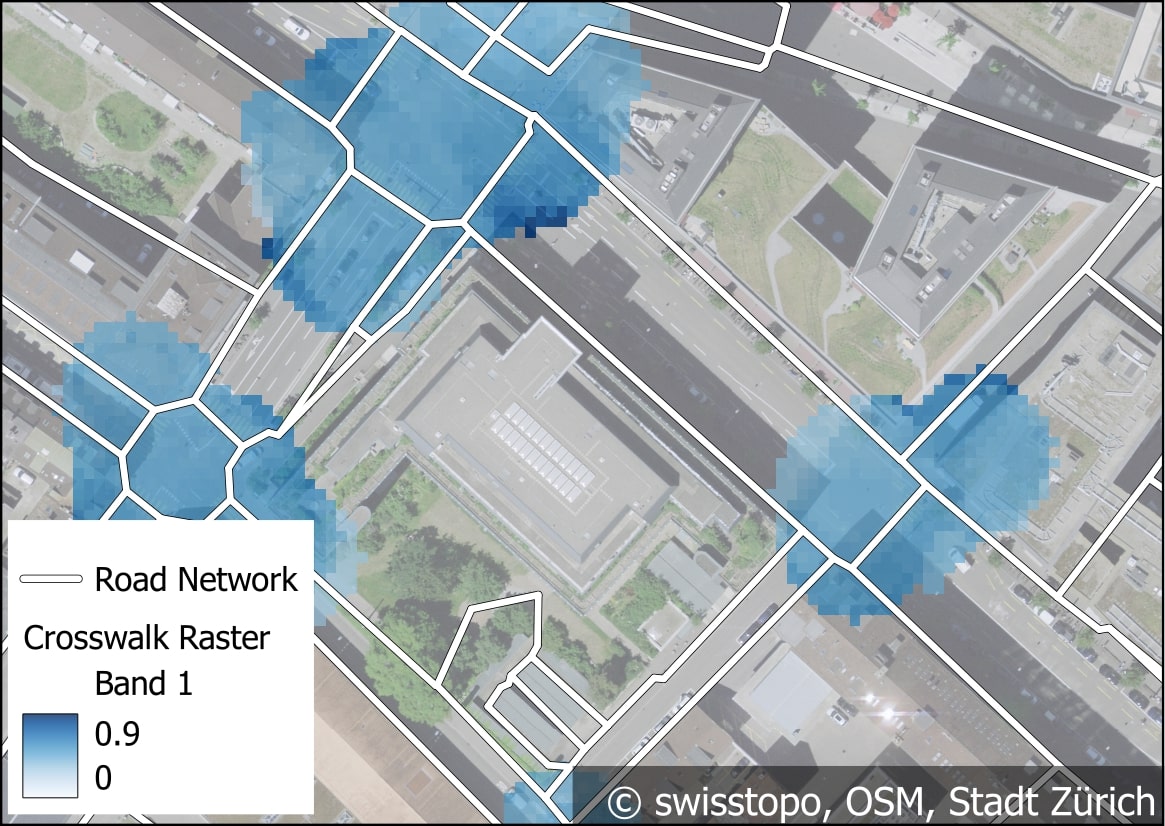 Road Network
Crosswalk Raster
Band 1
0.9
0
© swisstopo, OSM, Stadt Zürich